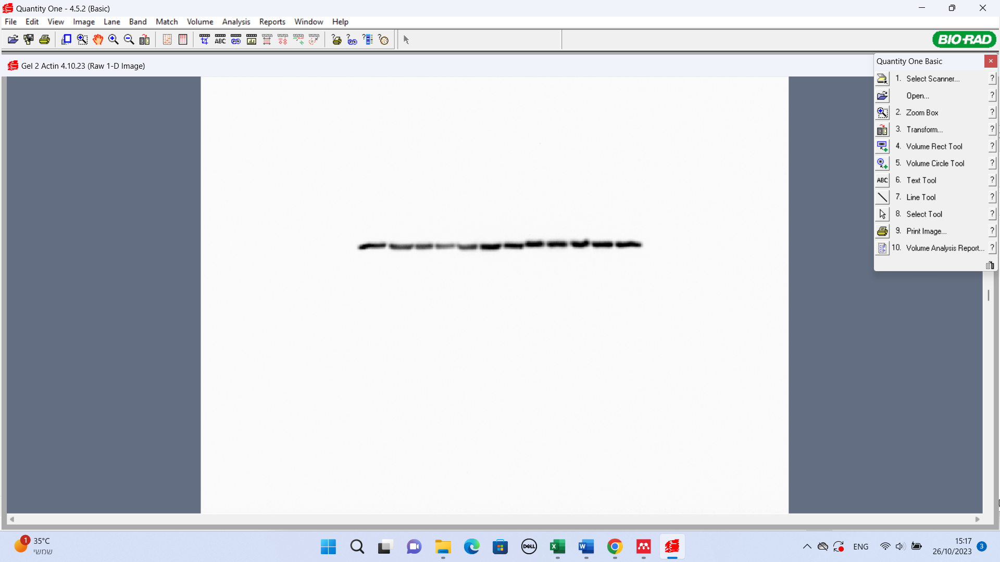 Quantity One - 4.5.2 (Basic)
File Edit View Image Lane Band Match Volume Analysis Reports Window Help
ABC
BIO-RAD
Gel 2 Actin 4.10.23 (Raw 1-D Image)
Quantity One Basic
1. Select Scanner... ?
Open... ?
2. Zoom Box ?
3. Transform... ?
4. Volume Rect Tool ?
5. Volume Circle Tool ?
ABC 6. Text Tool ?
7. Line Tool ?
8. Select Tool ?
9. Print Image... ?
10. Volume Analysis Report... ?
1
35°C
שמשי
DELL
ENG
15:17
26/10/2023
3